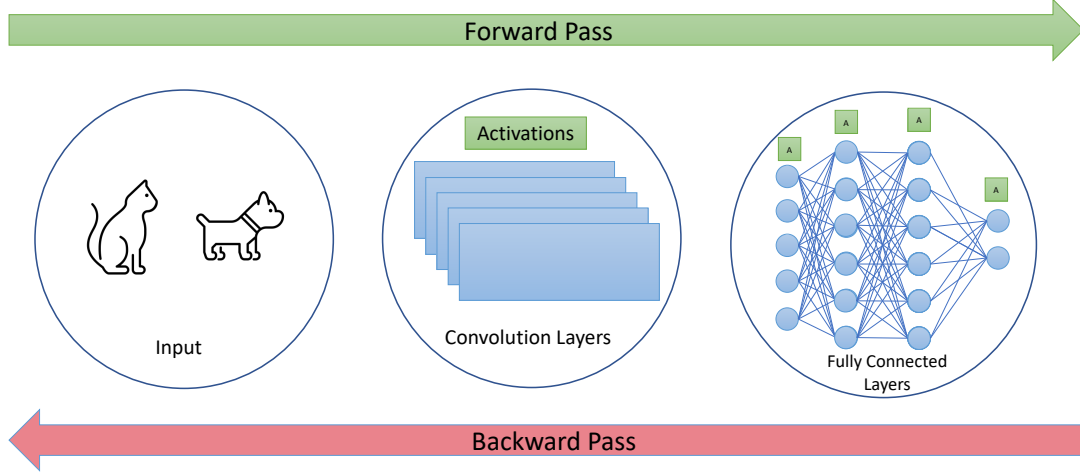 Forward Pass
Activations
A
A
A
A
Input
Convolution Layers
Fully Connected
Layers
Backward Pass